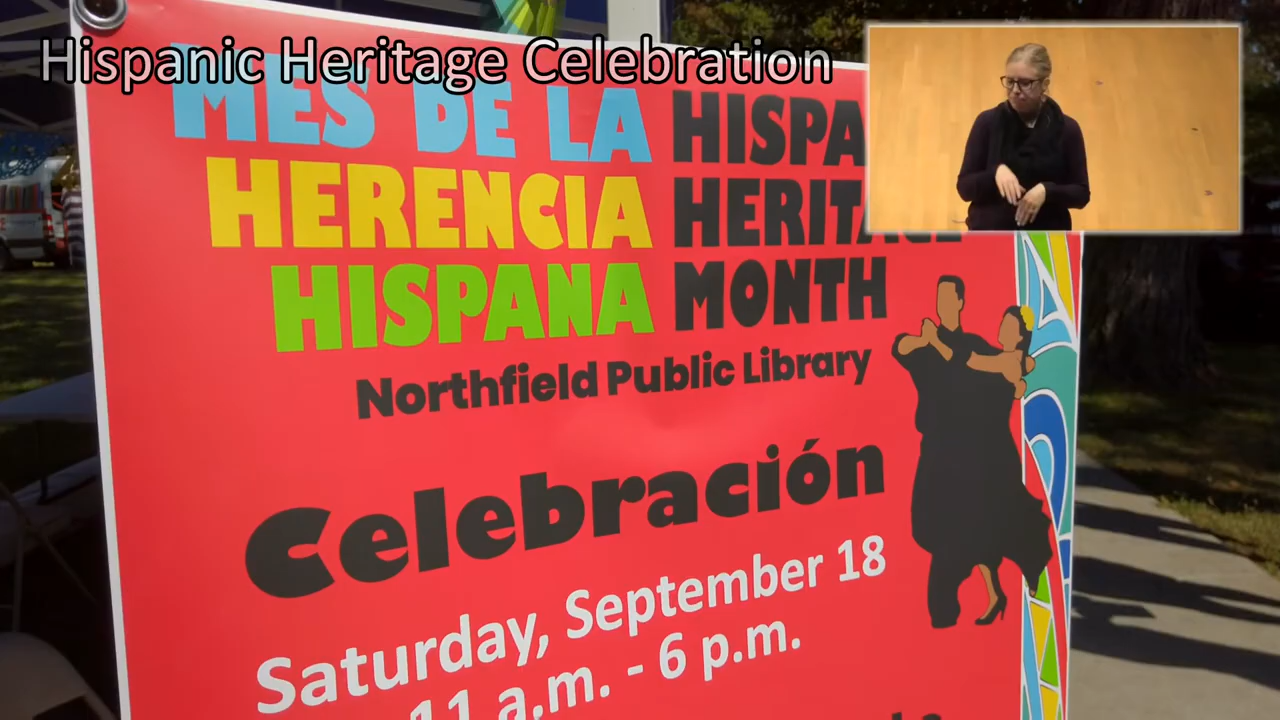 Hispanic Heritage Celebration
MES DE LA
HERENCIA
HISPANA
HISPA
HERITAGE
MONTH
Northfield Public Library
Celebración
Saturday, September 18
11 a.m. - 6 p.m.